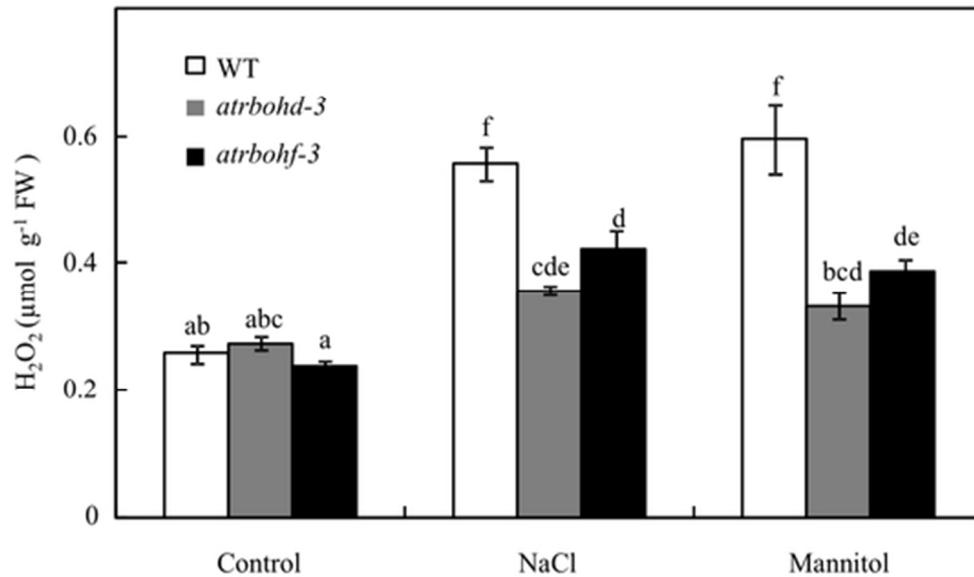 WT
atrbohd-3
atrbohf-3
H₂O₂ (μmol g⁻¹ FW)
0.6
0.4
0.2
0
ab
abc
a
f
cde
d
f
bcd
de
Control
NaCl
Mannitol